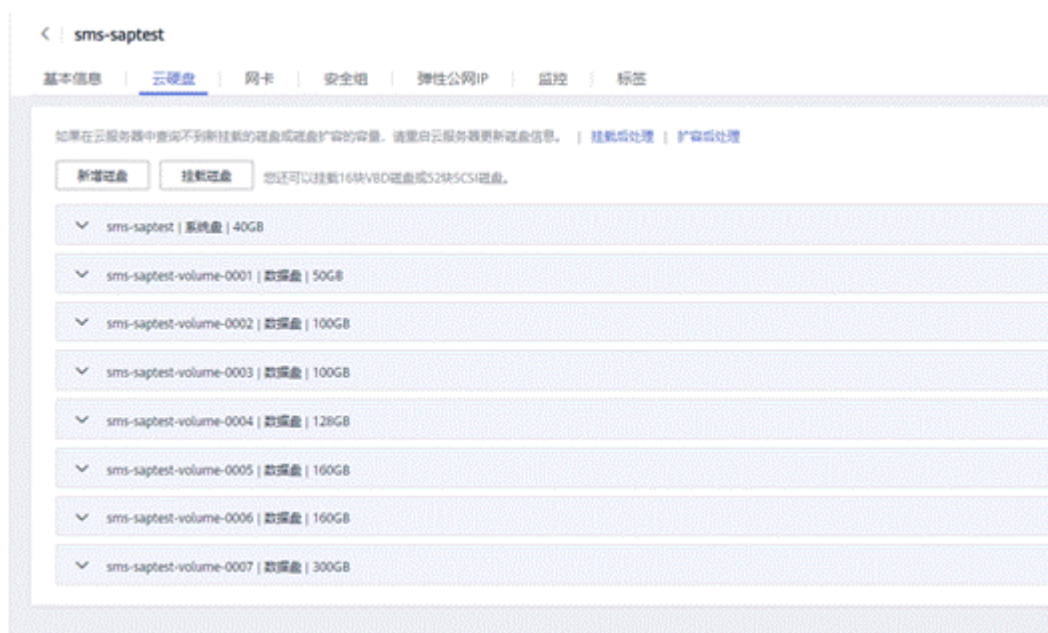 sms-saptest
基本信息 | 云硬盘 | 网卡 | 安全组 | 弹性公网IP | 监控 | 标签
如果在云服务器中查询不到新挂载的磁盘或磁盘扩容的容量，请重启云服务器更新磁盘信息。 | 挂载后处理 | 扩容后处理
新增磁盘 挂载磁盘 您还可以挂载16块VBD磁盘或52块SCSI磁盘。
sms-saptest | 系统盘 | 40GB
sms-saptest-volume-0001 | 数据盘 | 50GB
sms-saptest-volume-0002 | 数据盘 | 100GB
sms-saptest-volume-0003 | 数据盘 | 100GB
sms-saptest-volume-0004 | 数据盘 | 128GB
sms-saptest-volume-0005 | 数据盘 | 160GB
sms-saptest-volume-0006 | 数据盘 | 160GB
sms-saptest-volume-0007 | 数据盘 | 300GB